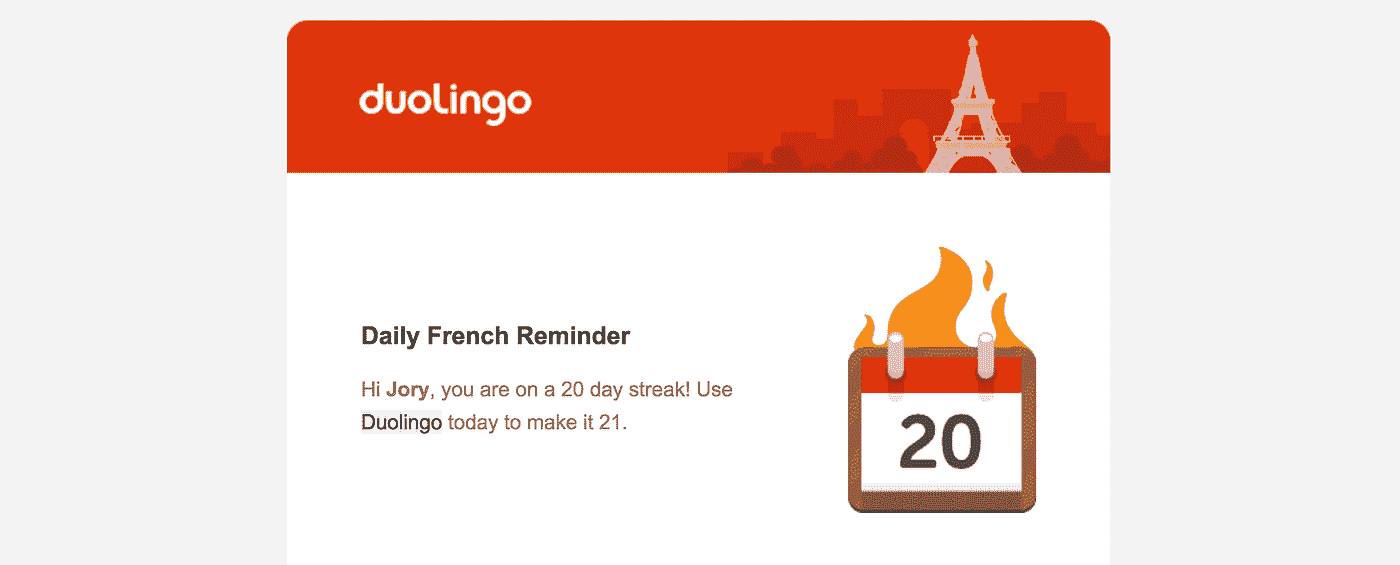 duolingo
Daily French Reminder
Hi Jory, you are on a 20 day streak! Use
Duolingo today to make it 21.
20